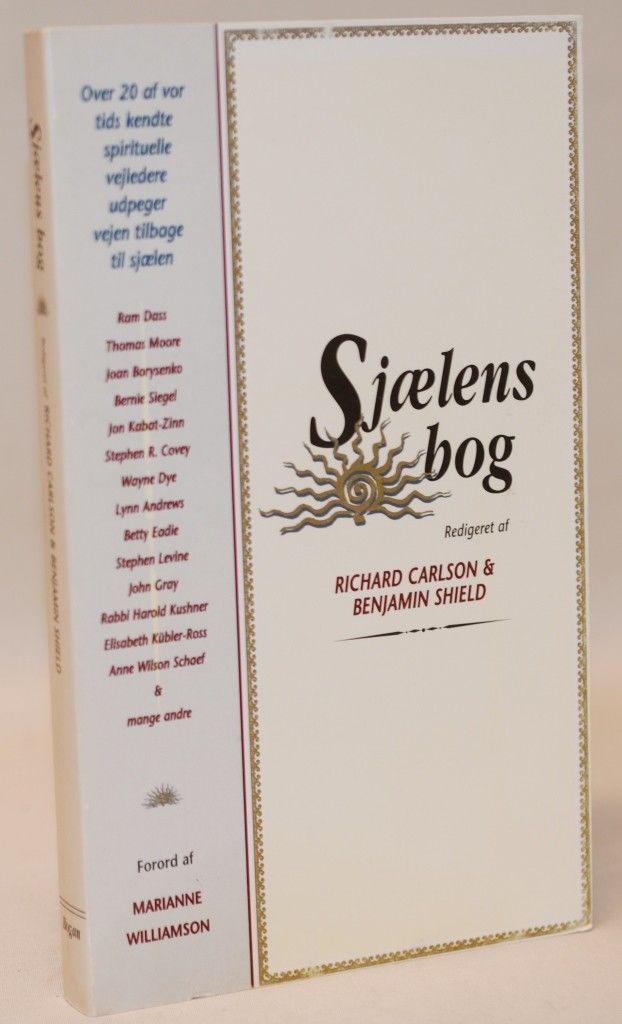 Sjælens bog
Redigeret af RICHARD CARLSON & BENJAMIN SHIELD
Bogan
Over 20 af vor
tids kendte
spirituelle
vejledere
udpeger
vejen tilbage
til sjælen
Ram Dass
Thomas Moore
Joan Borysenko
Bernie Siegel
Jon Kabat-Zinn
Stephen R. Covey
Wayne Dye
Lynn Andrews
Betty Eadie
Stephen Levine
John Gray
Rabbi Harold Kushner
Elisabeth Kübler-Ross
Anne Wilson Schaef
&
mange andre
Forord af
MARIANNE
WILLIAMSON
Sjælens
bog
Redigeret af
RICHARD CARLSON &
BENJAMIN SHIELD